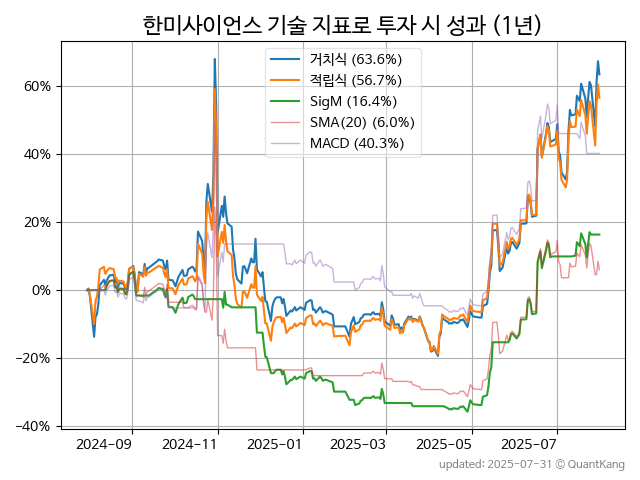 한미사이언스 기술 지표로 투자 시 성과 (1년)
거치식 (63.6%)
적립식 (56.7%)
SigM (16.4%)
SMA(20) (6.0%)
MACD (40.3%)
60%
40%
20%
0%
−20%
−40%
2024-09
2024-11
2025-01
2025-03
2025-05
2025-07
updated: 2025-07-31 © QuantKang